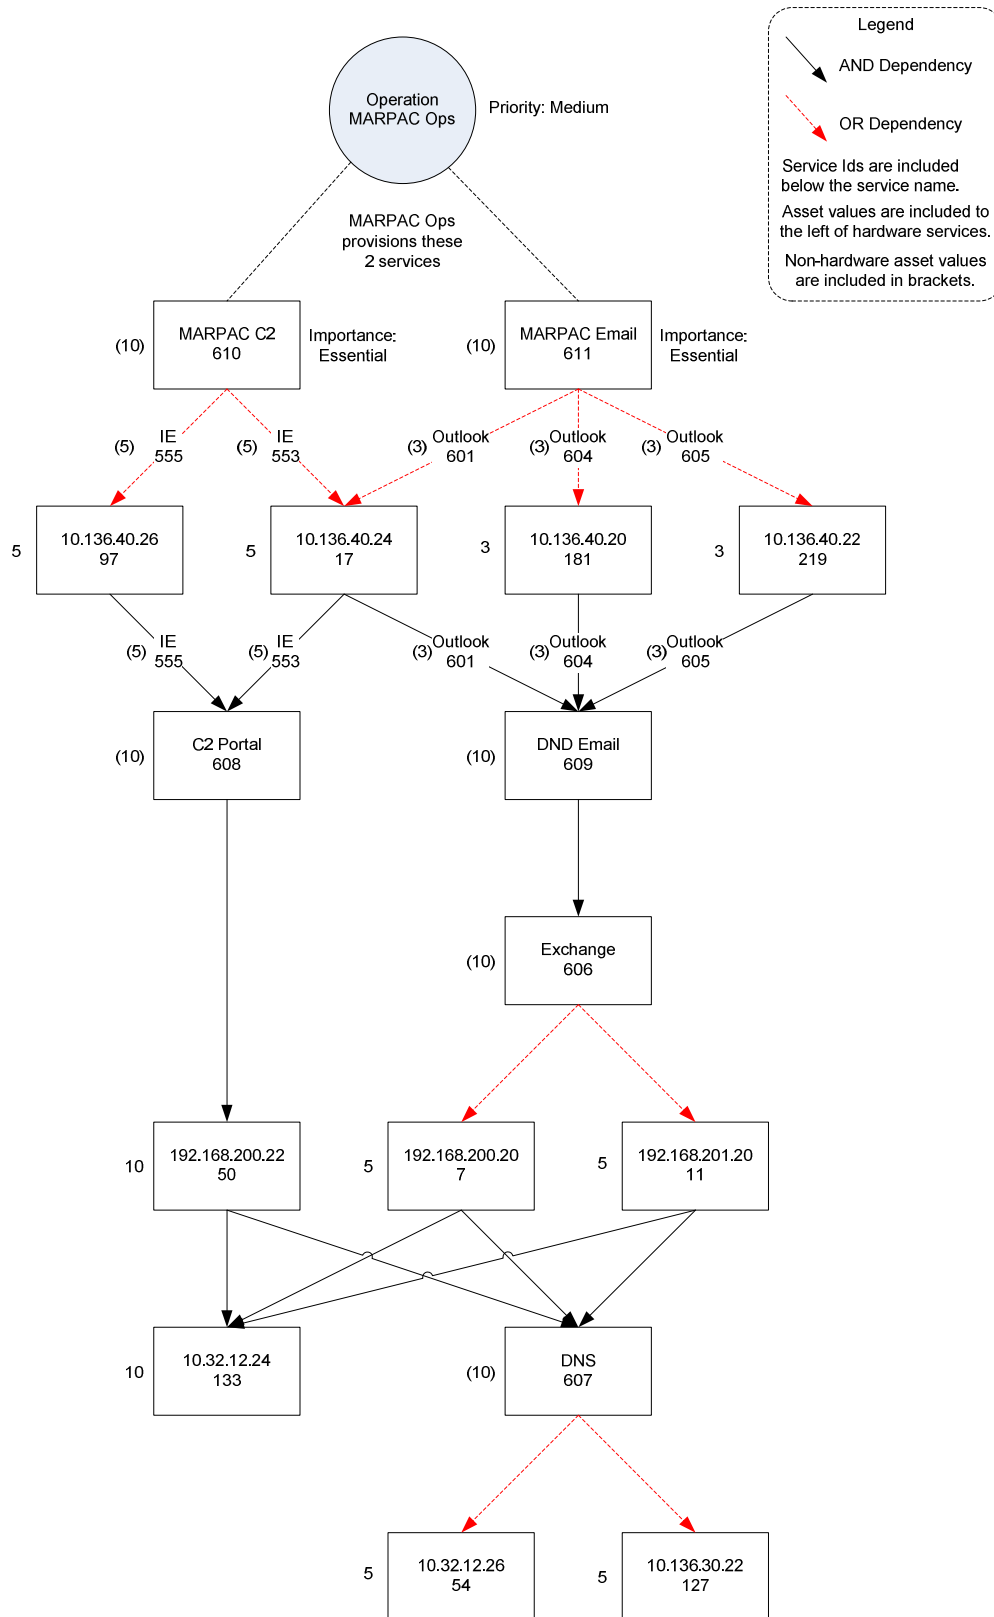 Legend
AND Dependency
OR Dependency
Service Ids are included
below the service name.
Asset values are included to
the left of hardware services.
Non-hardware asset values
are included in brackets.
Operation
MARPAC Ops
Priority: Medium
MARPAC Ops
provisions these
2 services
(10)
MARPAC C2
610
Importance:
Essential
(10)
MARPAC Email
611
Importance:
Essential
(5)
IE
555
(5)
IE
553
(3)
Outlook
601
(3)
Outlook
604
(3)
Outlook
605
5
10.136.40.26
97
5
10.136.40.24
17
3
10.136.40.20
181
3
10.136.40.22
219
(5)
IE
555
(5)
IE
553
(3)
Outlook
601
(3)
Outlook
604
(3)
Outlook
605
(10)
C2 Portal
608
(10)
DND Email
609
(10)
Exchange
606
10
192.168.200.22
50
5
192.168.200.20
7
5
192.168.201.20
11
10
10.32.12.24
133
(10)
DNS
607
5
10.32.12.26
54
5
10.136.30.22
127